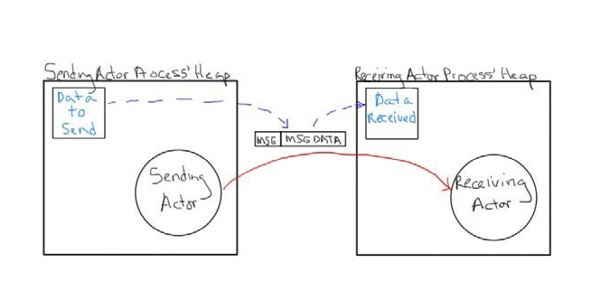 Sending Actor Process' Heap
Receiving Actor Process' Heap
Data
to
Send
MSG MSG DATA
Data
Received
Sending
Actor
Receiving
Actor